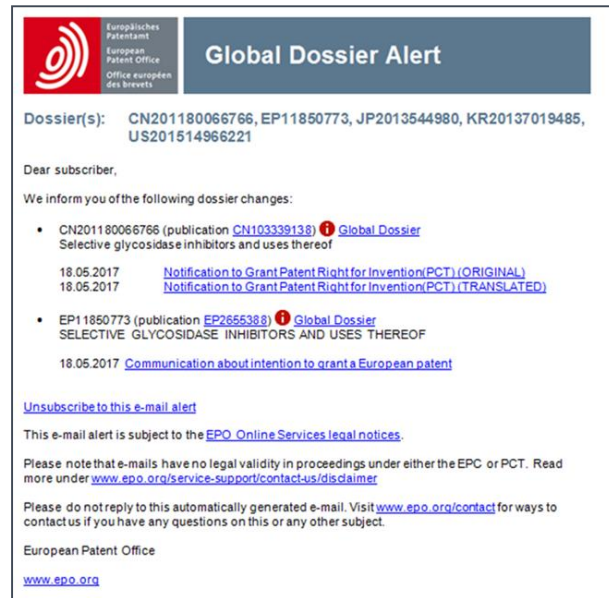 Europäisches
Patentamt
European
Patent Office
Office européen
des brevets
Global Dossier Alert
Dossier(s): CN201180066766, EP11850773, JP2013544980, KR20137019485,
US201514966221
Dear subscriber,
We inform you of the following dossier changes:
• CN201180066766 (publication CN103339138) i Global Dossier
Selective glycosidase inhibitors and uses thereof
18.05.2017 Notification to Grant Patent Right for Invention(PCT) (ORIGINAL)
18.05.2017 Notification to Grant Patent Right for Invention(PCT) (TRANSLATED)
• EP11850773 (publication EP2655388) i Global Dossier
SELECTIVE GLYCOSIDASE INHIBITORS AND USES THEREOF
18.05.2017 Communication about intention to grant a European patent
Unsubscribe to this e-mail alert
This e-mail alert is subject to the EPO Online Services legal notices.
Please note that e-mails have no legal validity in proceedings under either the EPC or PCT. Read
more under www.epo.org/service-support/contact-us/disclaimer
Please do not reply to this automatically generated e-mail. Visit www.epo.org/contact for ways to
contact us if you have any questions on this or any other subject.
European Patent Office
www.epo.org